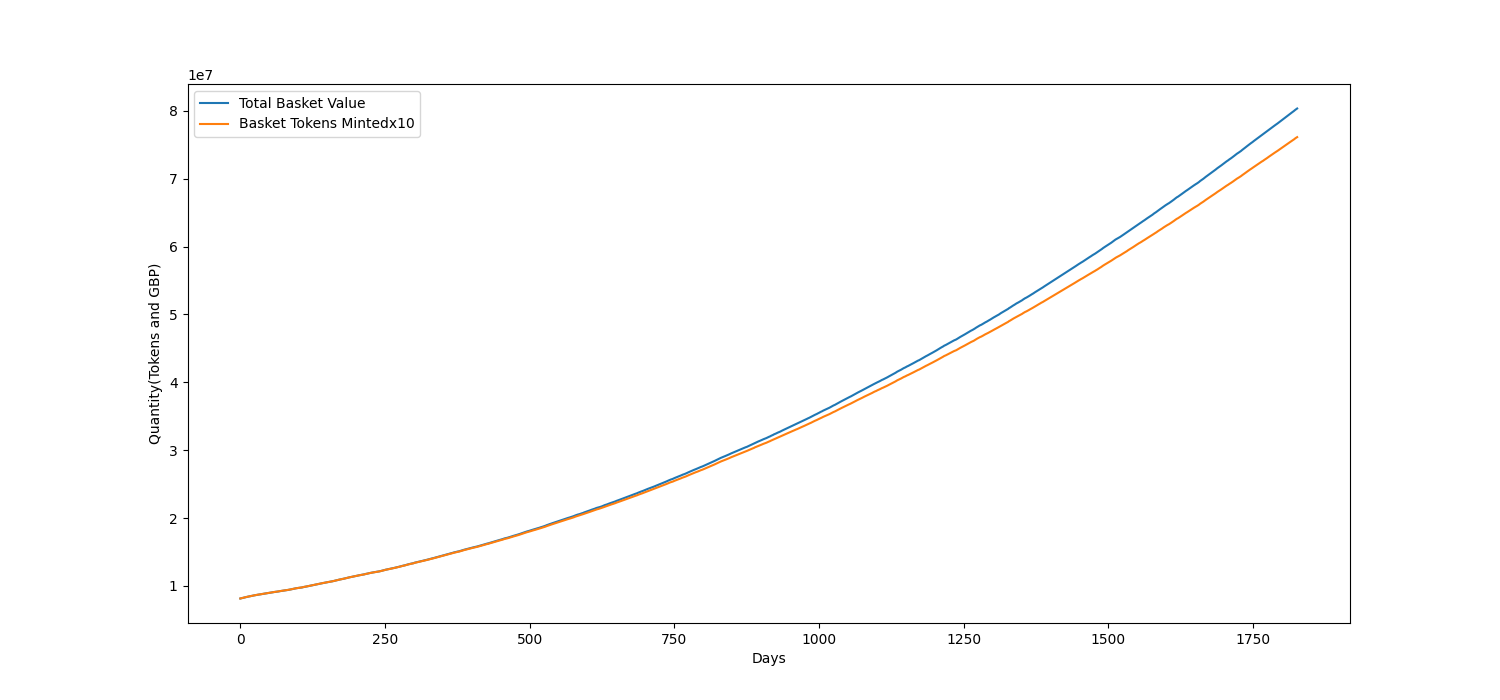 1e7
Total Basket Value
Basket Tokens Mintedx10
8
7
6
5
4
3
2
1
Quantity(Tokens and GBP)
0 250 500 750 1000 1250 1500 1750
Days